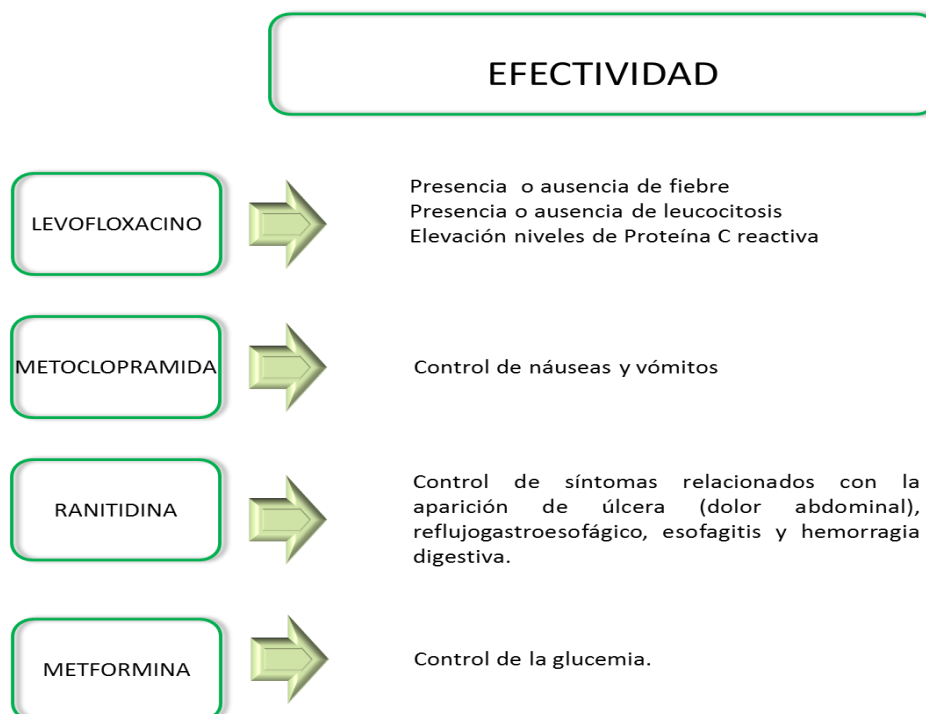 EFECTIVIDAD
LEVOFLOXACINO
Presencia o ausencia de fiebre
Presencia o ausencia de leucocitosis
Elevación niveles de Proteína C reactiva
METOCLOPRAMIDA
Control de náuseas y vómitos
RANITIDINA
Control de síntomas relacionados con la
aparición de úlcera (dolor abdominal),
reflujogastroesofágico, esofagitis y hemorragia
digestiva.
METFORMINA
Control de la glucemia.